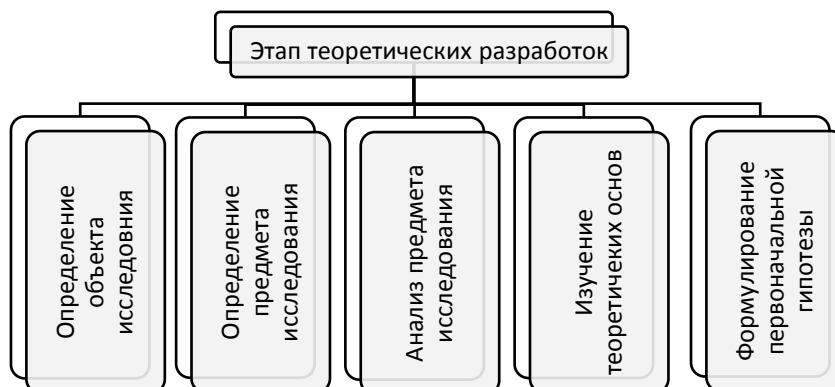 Этап теоретических разработок
Определение
объекта
исследовния
Определение
предмета
исследования
Анализ предмета
исследования
Изучение
теоретичеких основ
Формулирование
первоначальной
гипотезы